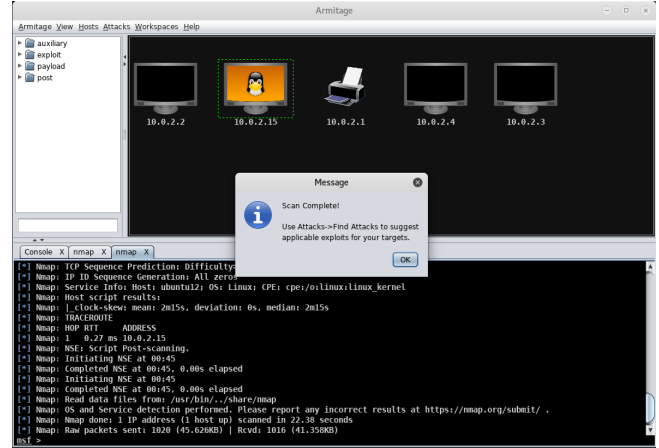 Armitage
Armitage View Hosts Attacks Workspaces Help
auxiliary
exploit
payload
post
10.0.2.2
10.0.2.15
10.0.2.1
10.0.2.4
10.0.2.3
Message
Scan Complete!
Use Attacks->Find Attacks to suggest
applicable exploits for your targets.
OK
Console X nmap X nmap X
[*] Nmap: TCP Sequence Prediction: Difficulty=
[*] Nmap: IP ID Sequence Generation: All zeros
[*] Nmap: Service Info: Host: ubuntu12; OS: Linux; CPE: cpe:/o:linux:linux_kernel
[*] Nmap: Host script results:
[*] Nmap: |_clock-skew: mean: 2m15s, deviation: 0s, median: 2m15s
[*] Nmap: TRACEROUTE
[*] Nmap: HOP RTT ADDRESS
[*] Nmap: 1 0.27 ms 10.0.2.15
[*] Nmap: NSE: Script Post-scanning.
[*] Nmap: Initiating NSE at 00:45
[*] Nmap: Completed NSE at 00:45, 0.00s elapsed
[*] Nmap: Initiating NSE at 00:45
[*] Nmap: Completed NSE at 00:45, 0.00s elapsed
[*] Nmap: Read data files from: /usr/bin/../share/nmap
[*] Nmap: OS and Service detection performed. Please report any incorrect results at https://nmap.org/submit/ .
[*] Nmap: Nmap done: 1 IP address (1 host up) scanned in 22.38 seconds
[*] Nmap: Raw packets sent: 1020 (45.626KB) | Rcvd: 1016 (41.358KB)
msf >